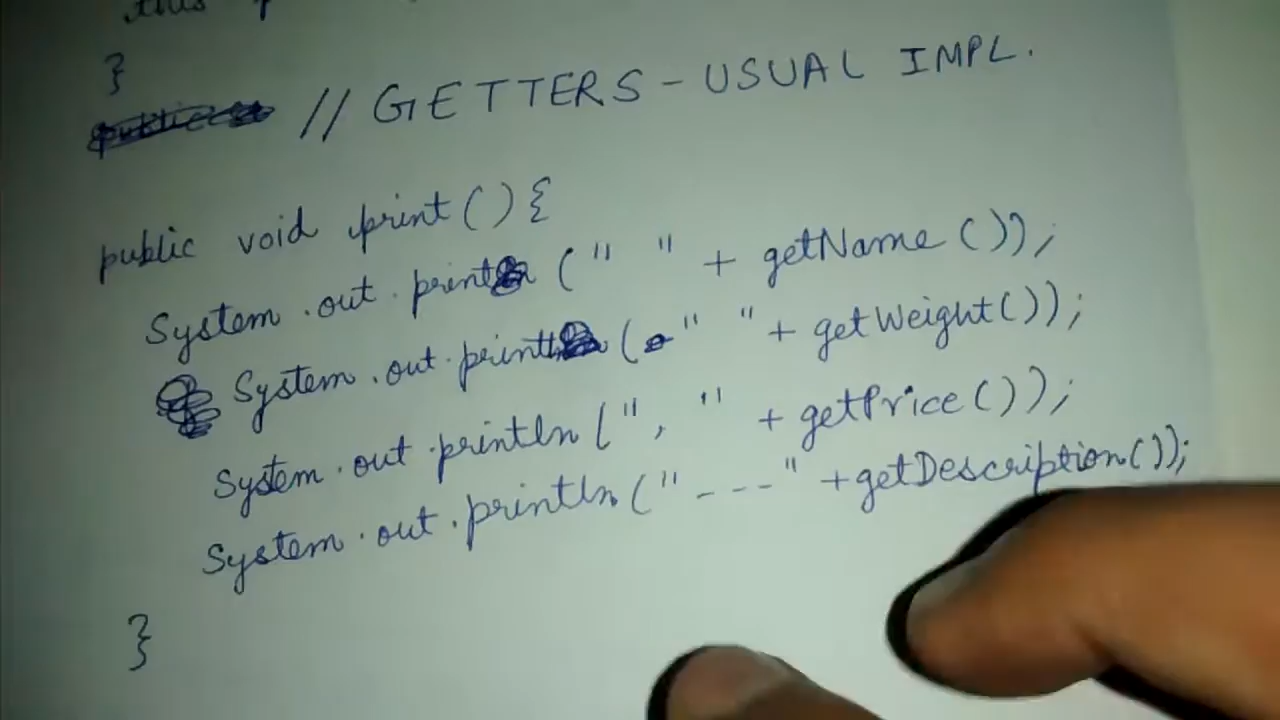 this
}
// GETTERS - USUAL IMPL.
public void print(){
System.out.print(" " + getName());
System.out.print(" " + getWeight());
System.out.println(", " + getPrice());
System.out.println("---" + getDescription());
}